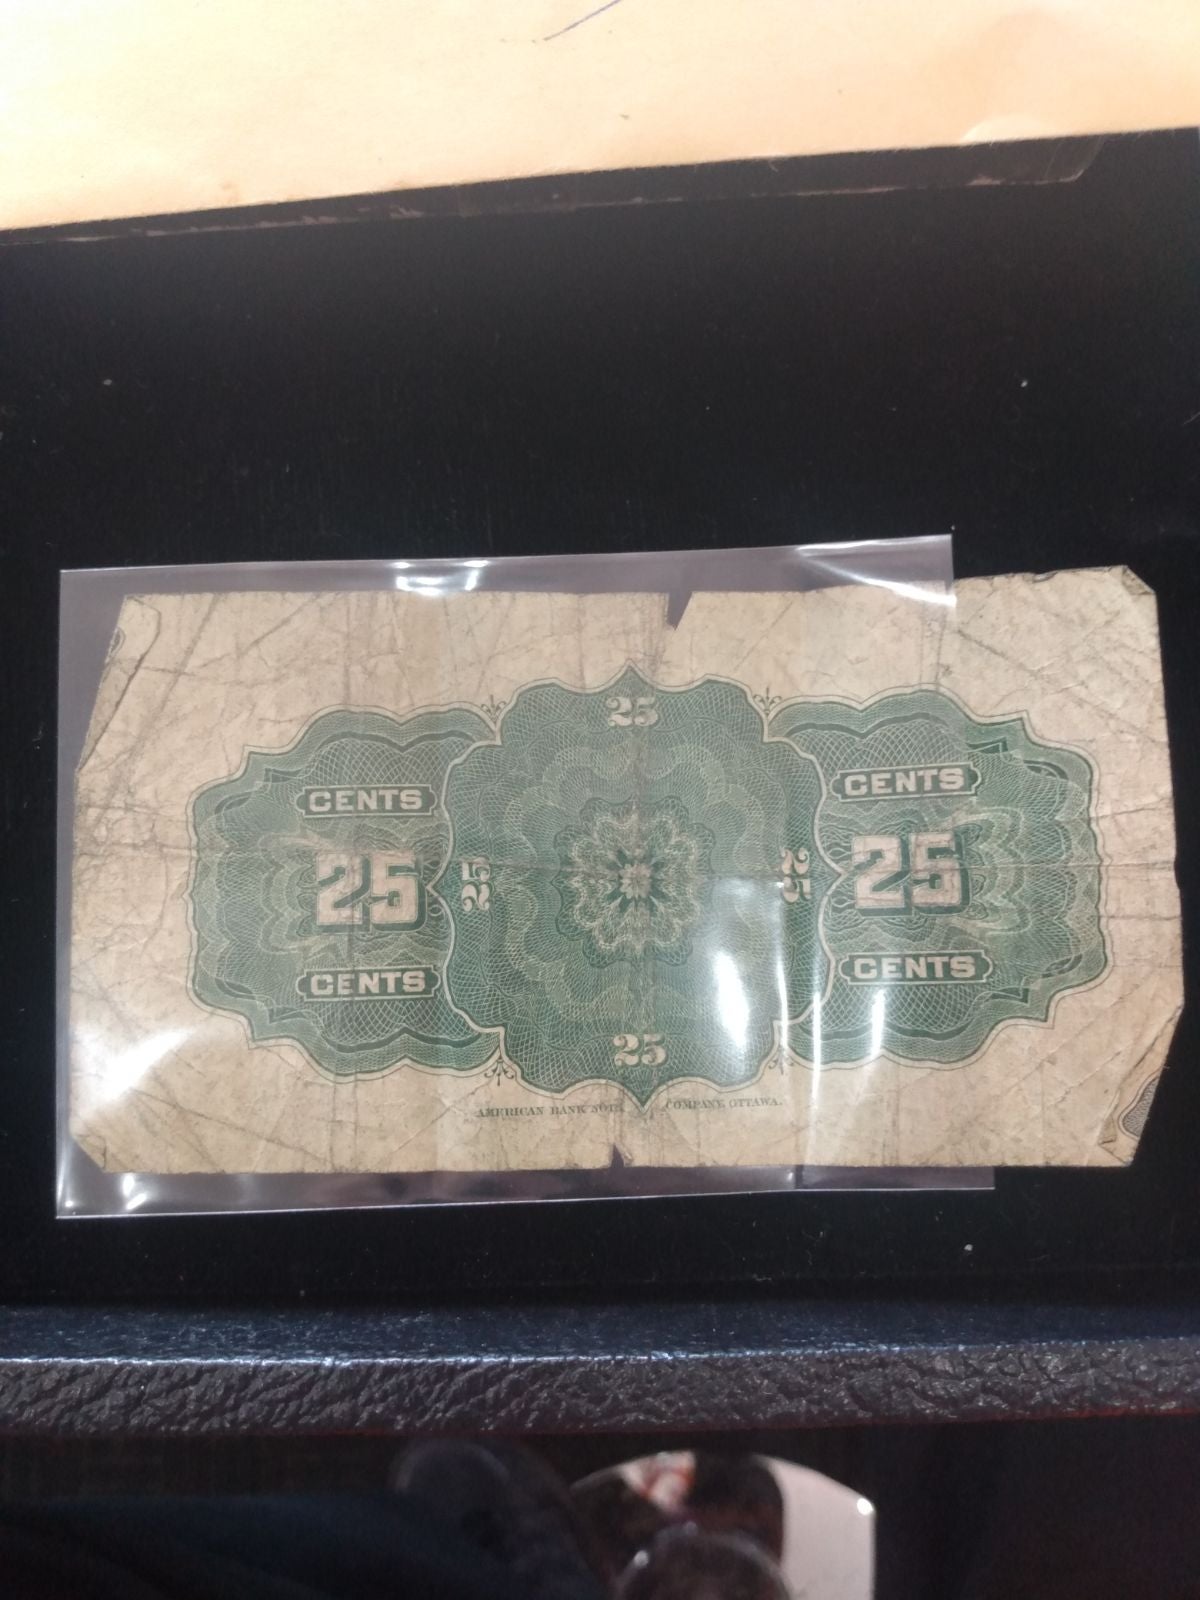 25
CENTS CENTS
25 25 25 25
CENTS CENTS
25
AMERICAN BANK NOTE COMPANY, OTTAWA.